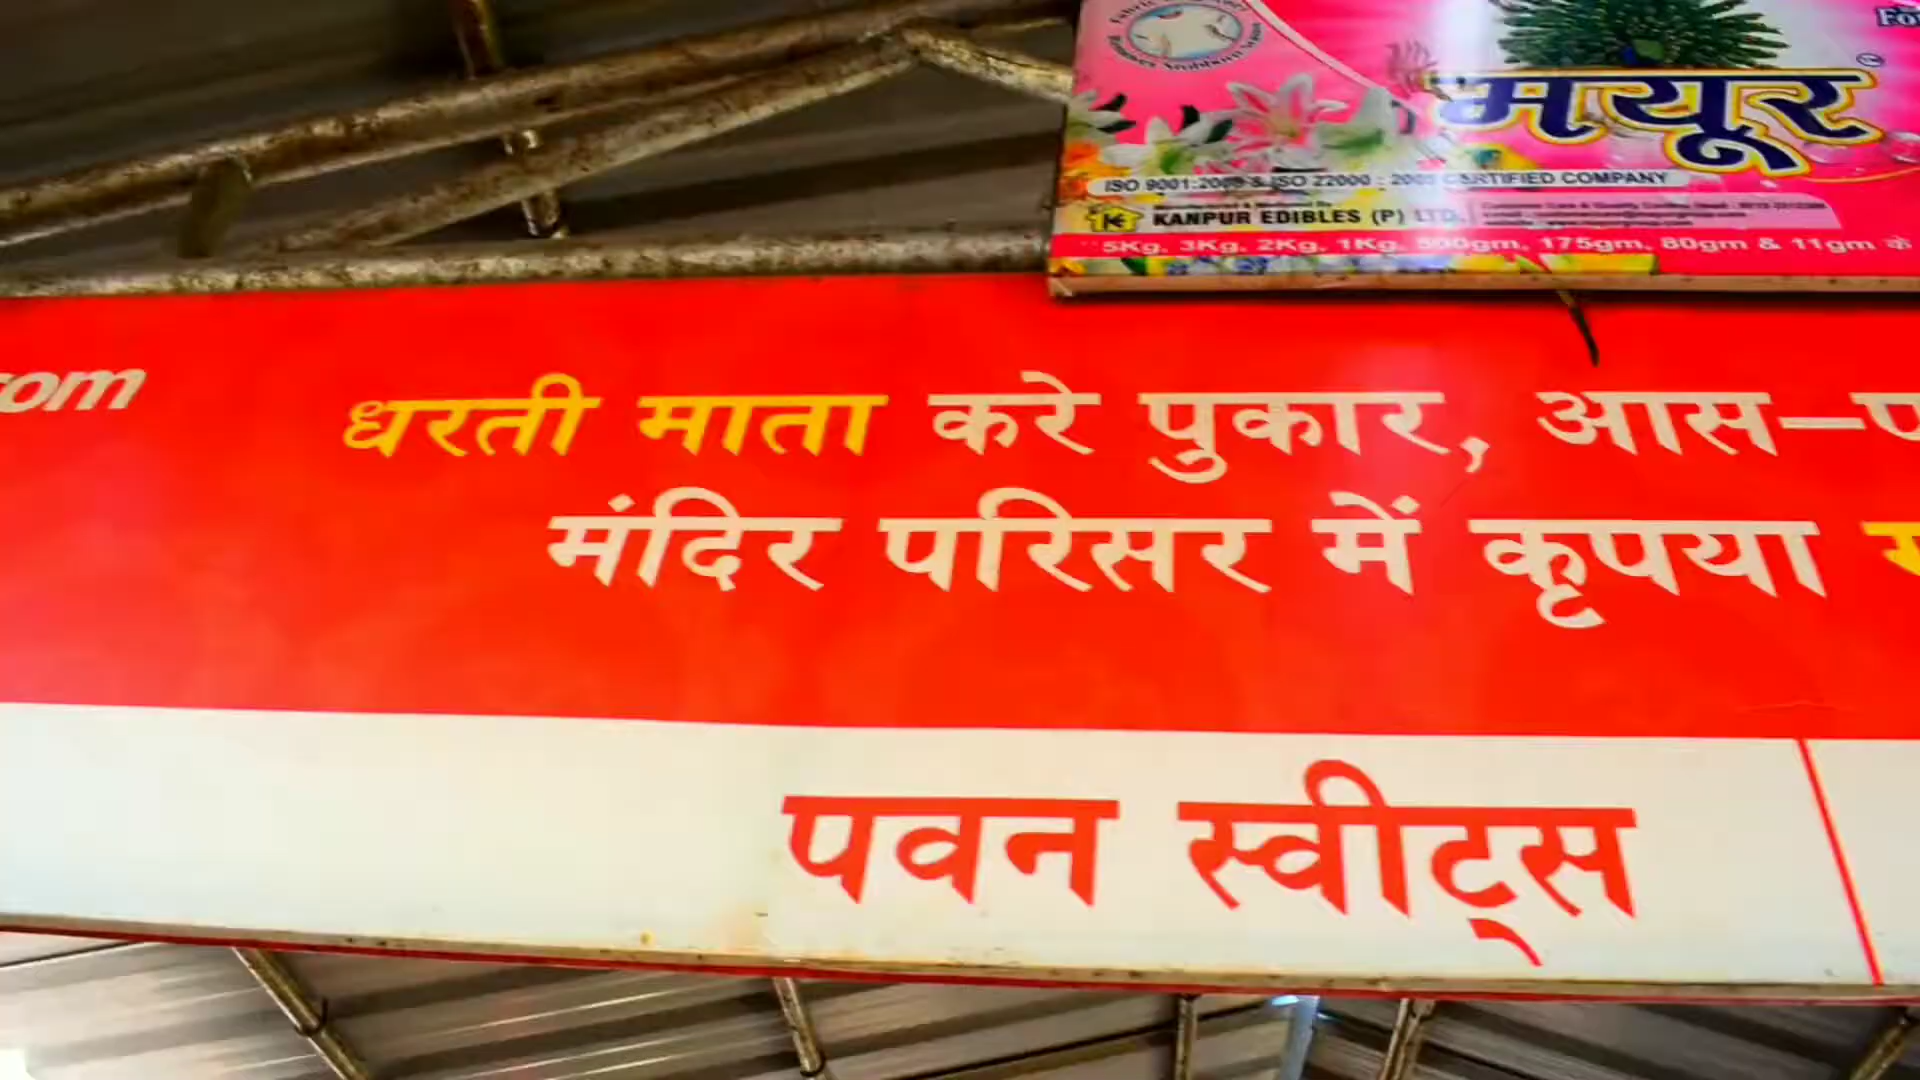 मयूर
ISO 9001:2008 & ISO 22000 : 2005 CERTIFIED COMPANY
KANPUR EDIBLES (P) LTD.
5Kg, 3Kg, 2Kg, 1Kg, 500gm, 175gm, 80gm & 11gm के
com
धरती माता करे पुकार, आस–प
मंदिर परिसर में कृपया
पवन स्वीट्स